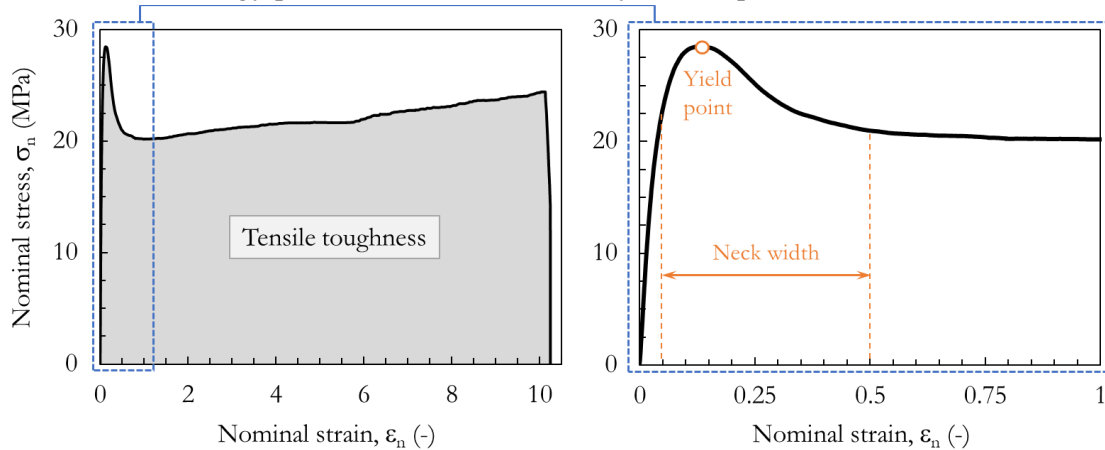 30
20
10
0
Nominal stress, σn (MPa)
Tensile toughness
0
2
4
6
8
10
Nominal strain, εn (-)
30
20
10
0
Yield
point
Neck width
0
0.25
0.5
0.75
1
Nominal strain, εn (-)